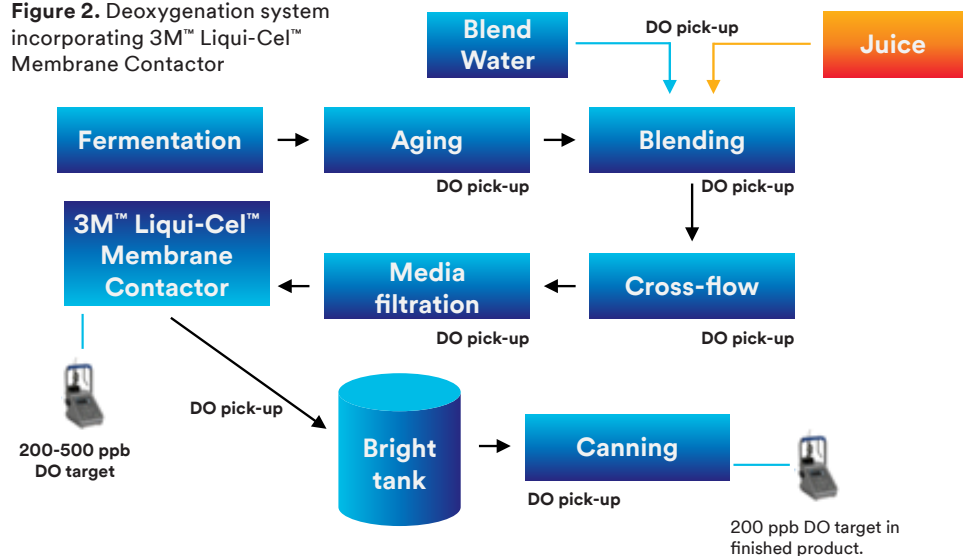 Figure 2. Deoxygenation system
incorporating 3M™ Liqui-Cel™
Membrane Contactor
Blend
Water
DO pick-up
Juice
Fermentation
Aging
Blending
DO pick-up
DO pick-up
3M™ Liqui-Cel™
Membrane
Contactor
Media
filtration
Cross-flow
DO pick-up
DO pick-up
DO pick-up
200-500 ppb
DO target
Bright
tank
Canning
DO pick-up
200 ppb DO target in
finished product.